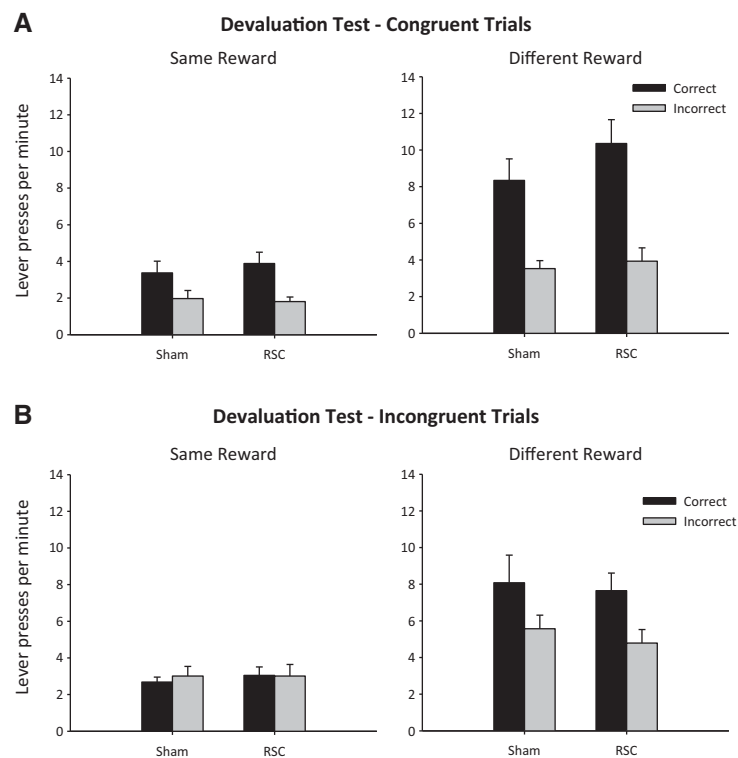 A
Devaluation Test - Congruent Trials
Same Reward
Different Reward
Lever presses per minute
14
12
10
8
6
4
2
0
Sham
RSC
14
12
10
8
6
4
2
0
Correct
Incorrect
Sham
RSC
B
Devaluation Test - Incongruent Trials
Same Reward
Different Reward
Lever presses per minute
14
12
10
8
6
4
2
0
Sham
RSC
14
12
10
8
6
4
2
0
Correct
Incorrect
Sham
RSC